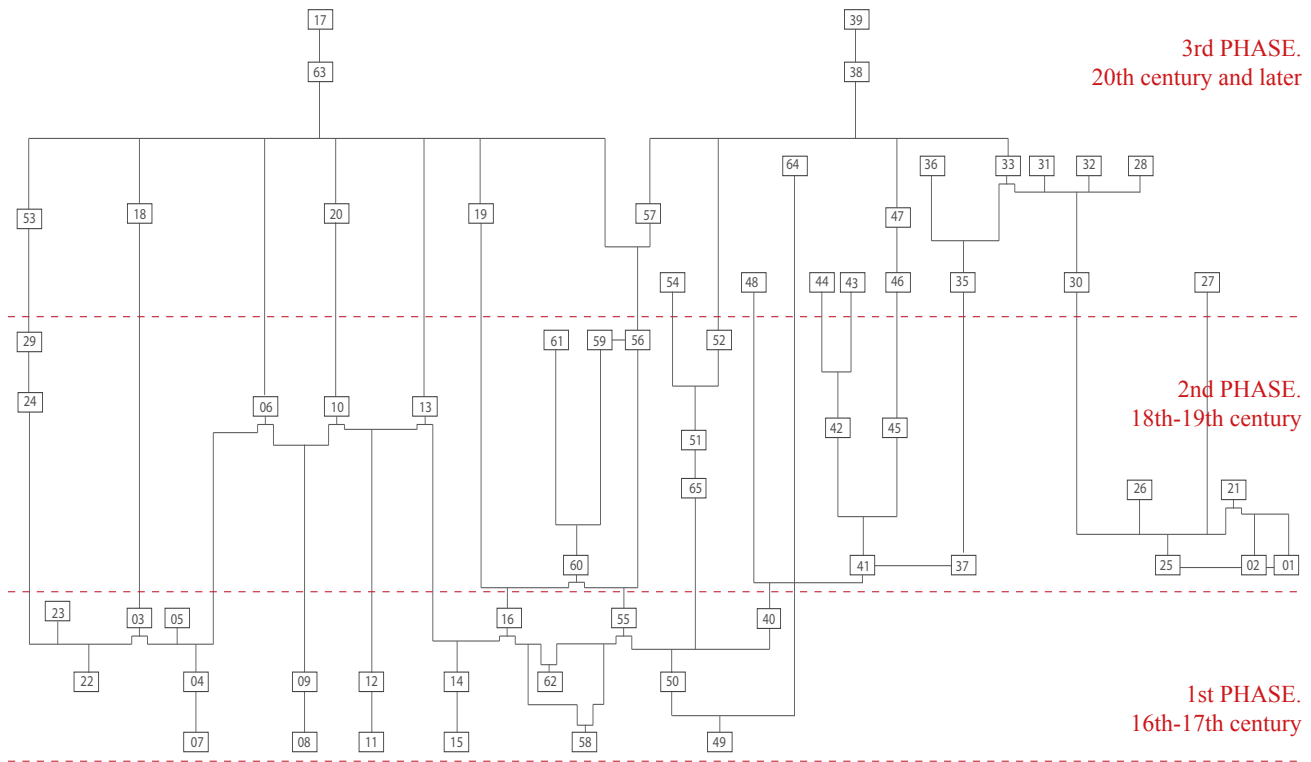 17 39
3rd PHASE.
63 38
20th century and later
36 64 33 31 32 28
53 18 20 19 57 47
54 48 44 43 46 35 30 27
29 61 59 56 52
24 06 10 13
2nd PHASE.
18th-19th century
51 42 45
65 26 21
60 41 37 25 02 01
23 03 05 16 55 40
22 04 09 12 14 62 50
1st PHASE.
16th-17th century
07 08 11 15 58 49